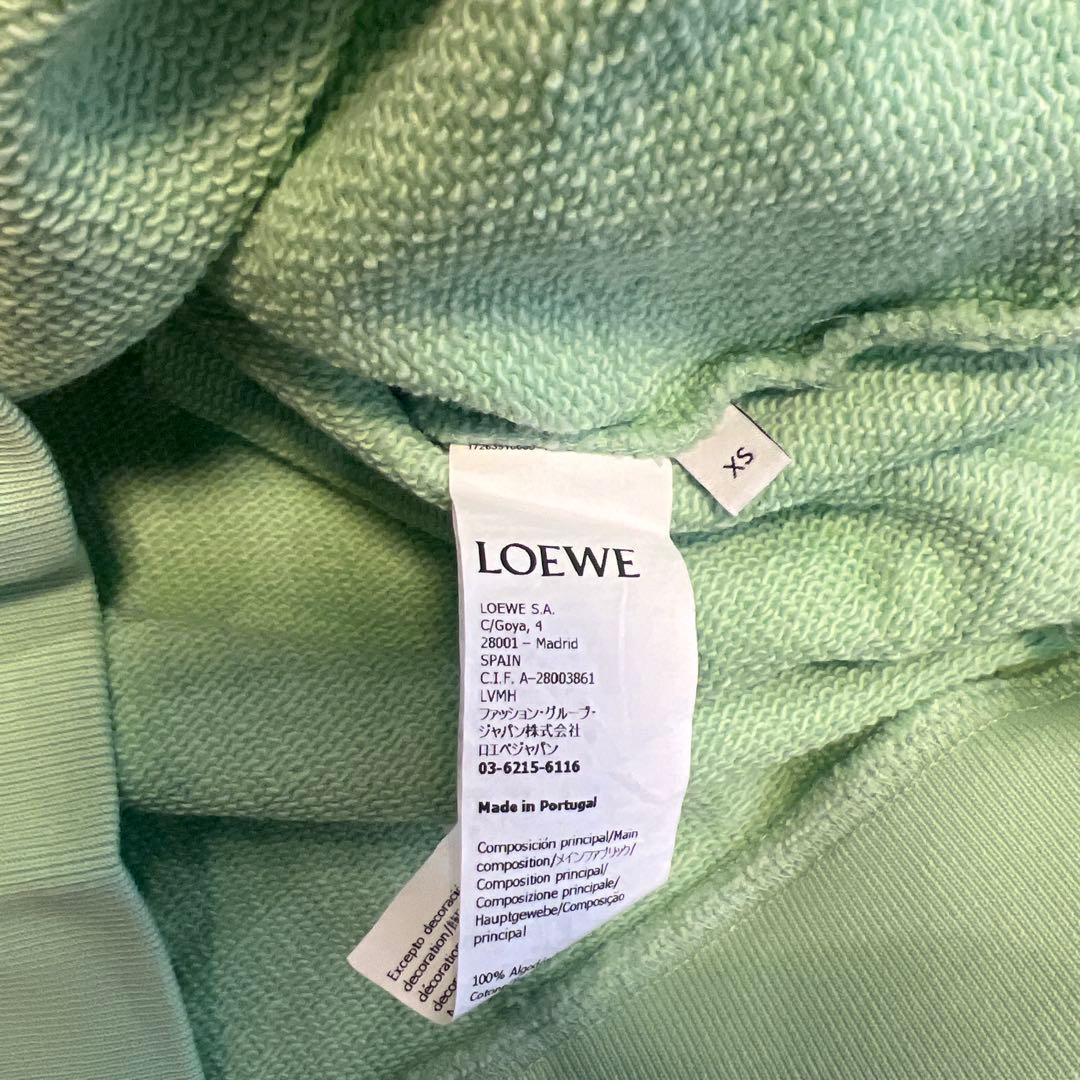 XS
LOEWE
LOEWE S.A.
C/Goya, 4
28001 – Madrid
SPAIN
C.I.F. A–28003861
LVMH
ファッション・グループ・
ジャパン株式会社
ロエベジャパン
03-6215-6116
Made in Portugal
Composición principal/Main
composition/メインファブリック/
Composition principal/
Composizione principale/
Hauptgewebe/Composição
principal
100%
Excepto
decoration/